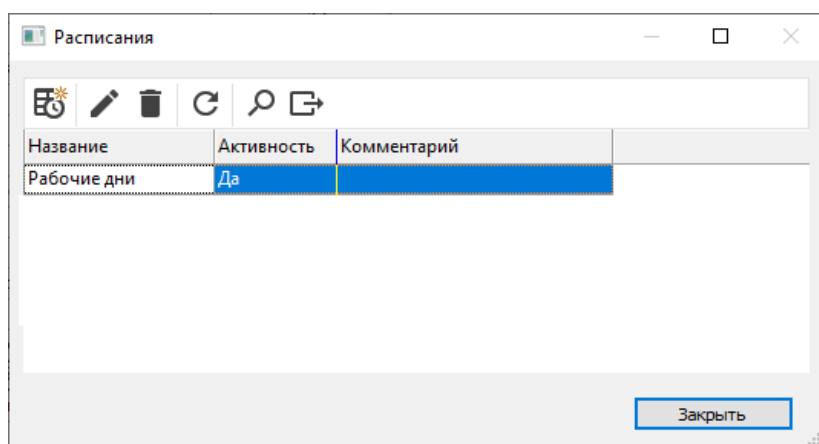 Расписания
Название Активность Комментарий
Рабочие дни Да
Закрыть